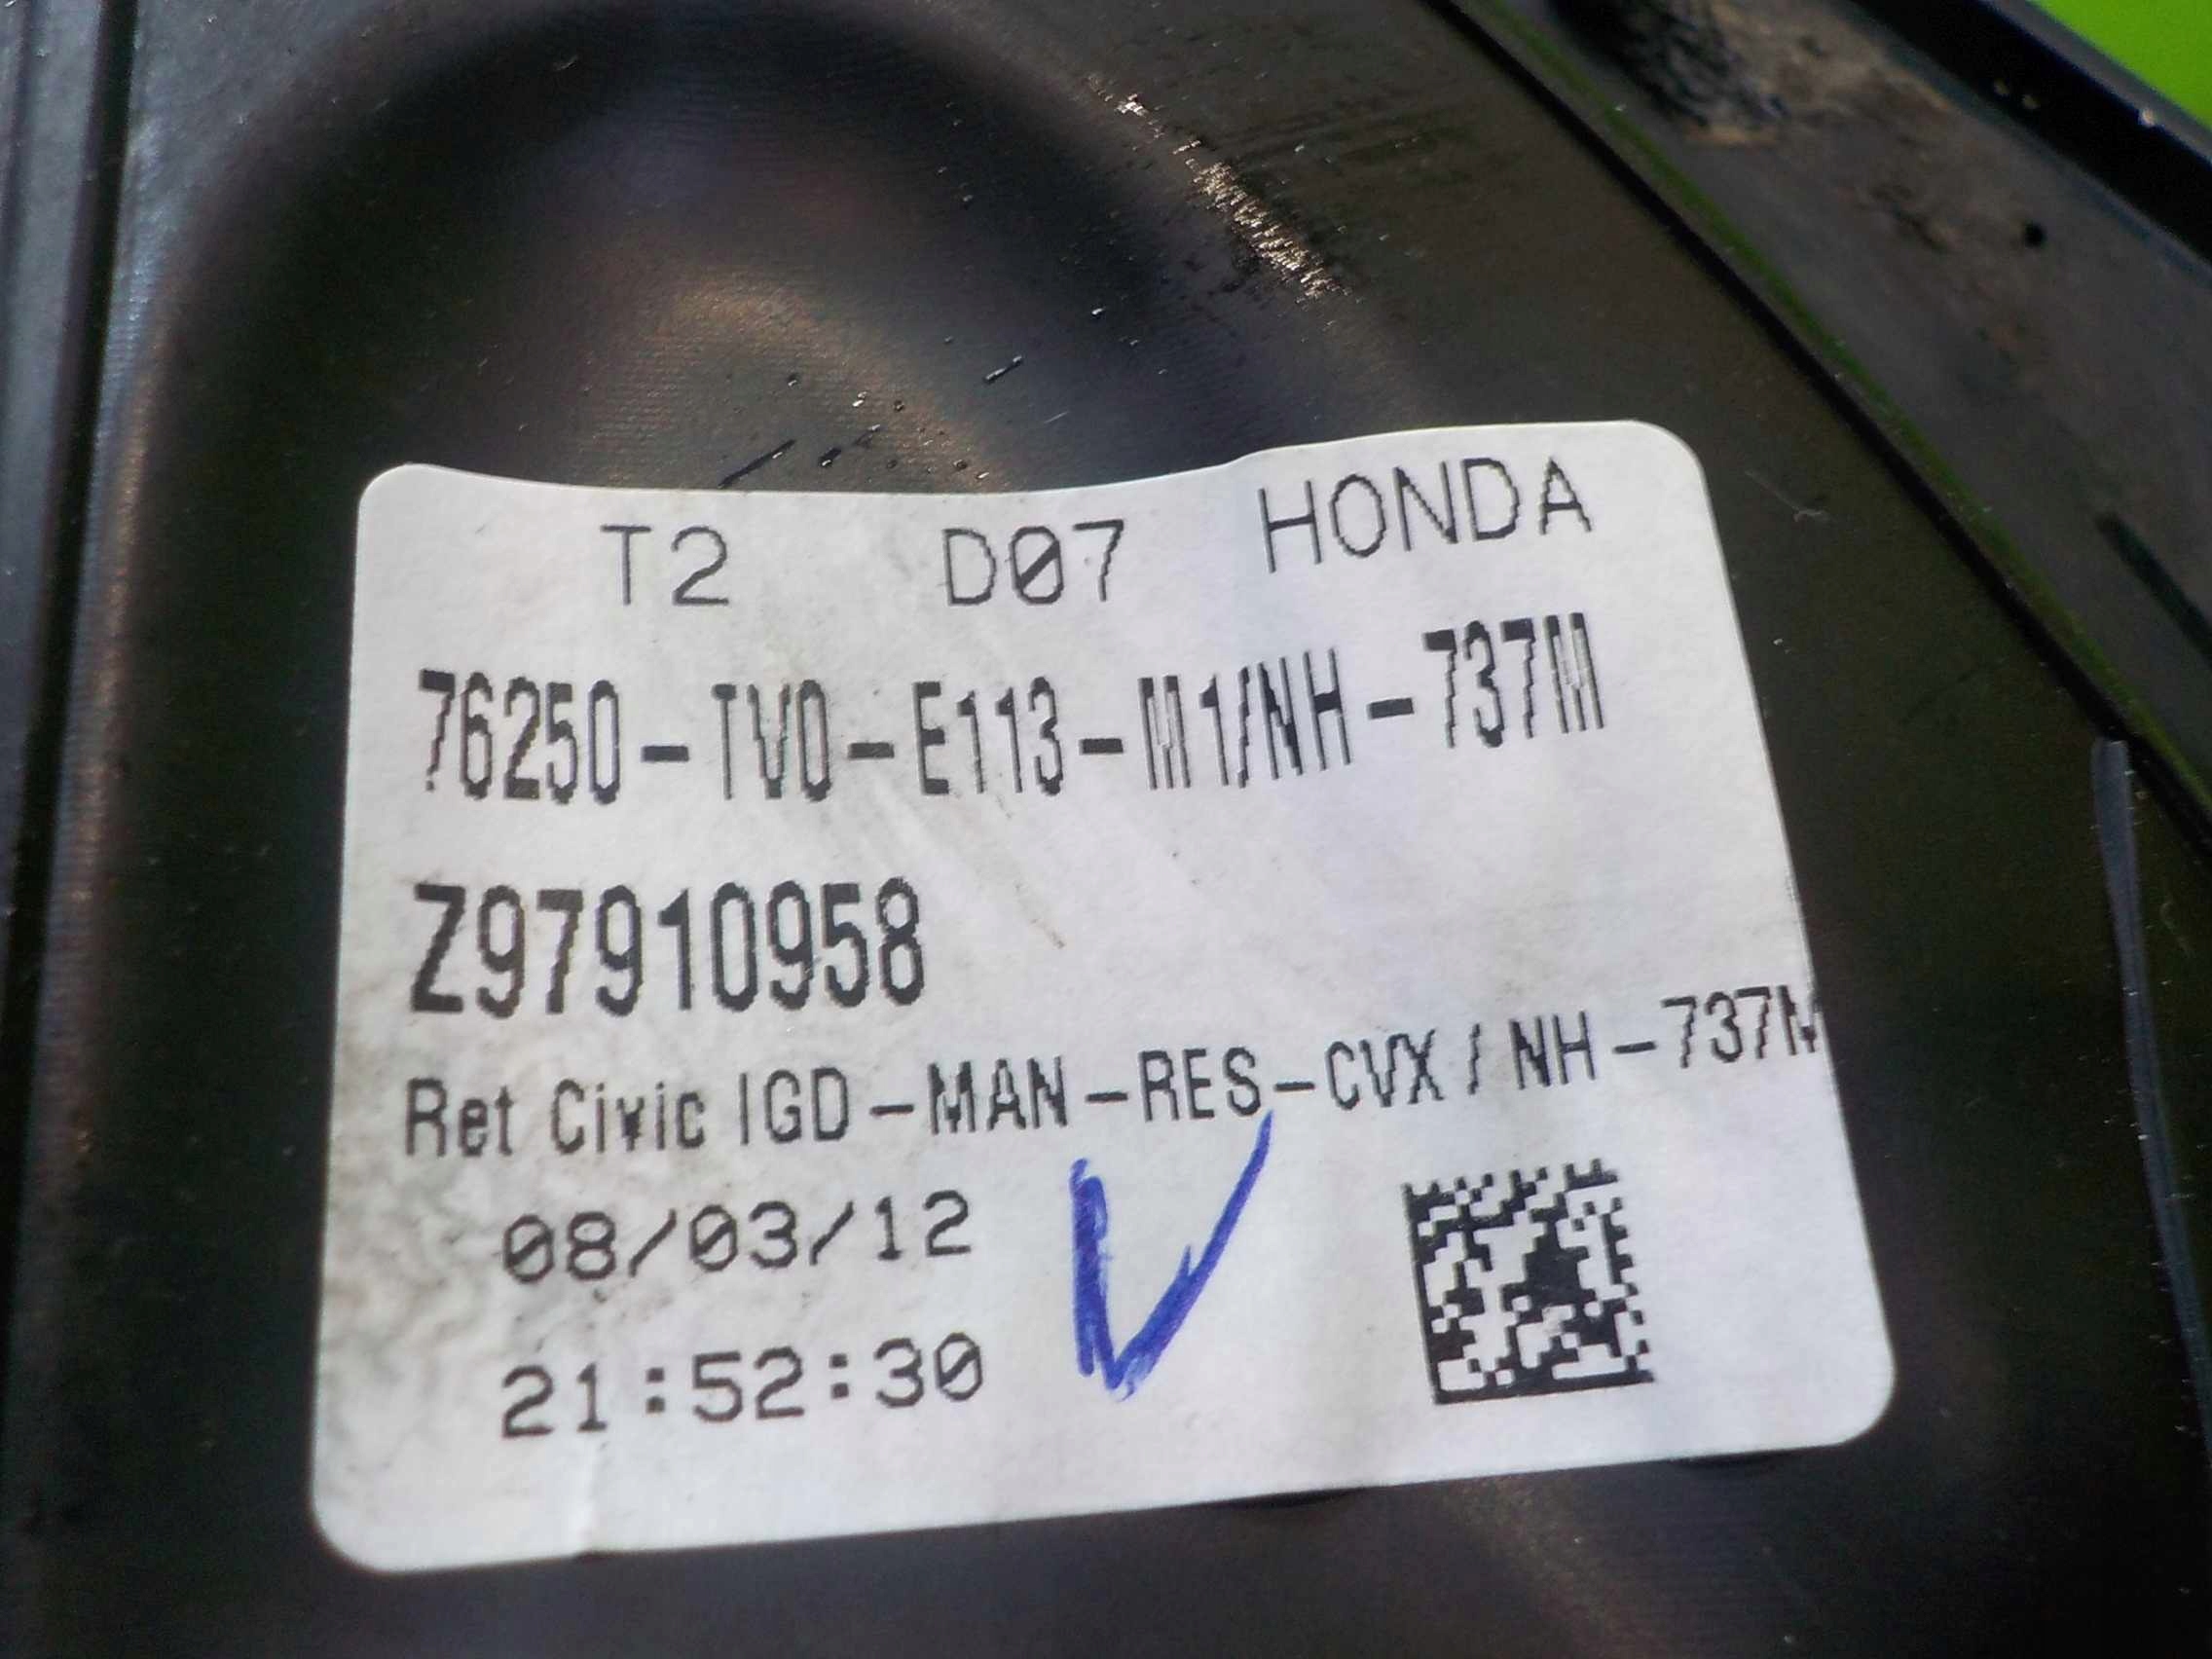 T2 D07 HONDA
76250-TV0-E113-M1/NH-737M
Z97910958
Ret Civic IGD-MAN-RES-CVX / NH-737M
08/03/12
21:52:30